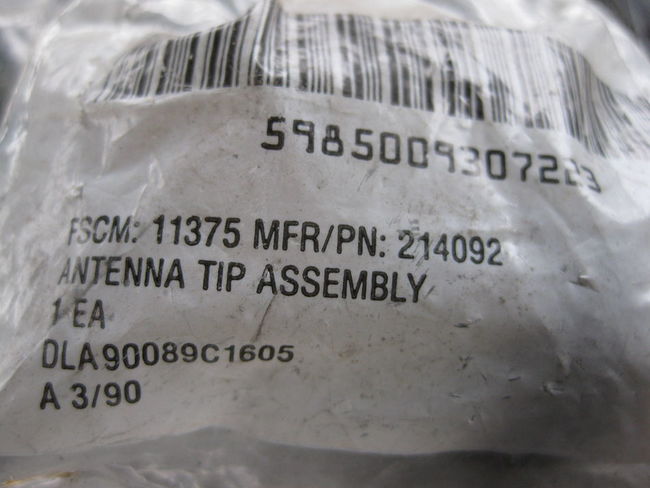 5985009307223
FSCM: 11375 MFR/PN: 214092
ANTENNA TIP ASSEMBLY
1 EA
DLA90089C1605
A 3/90